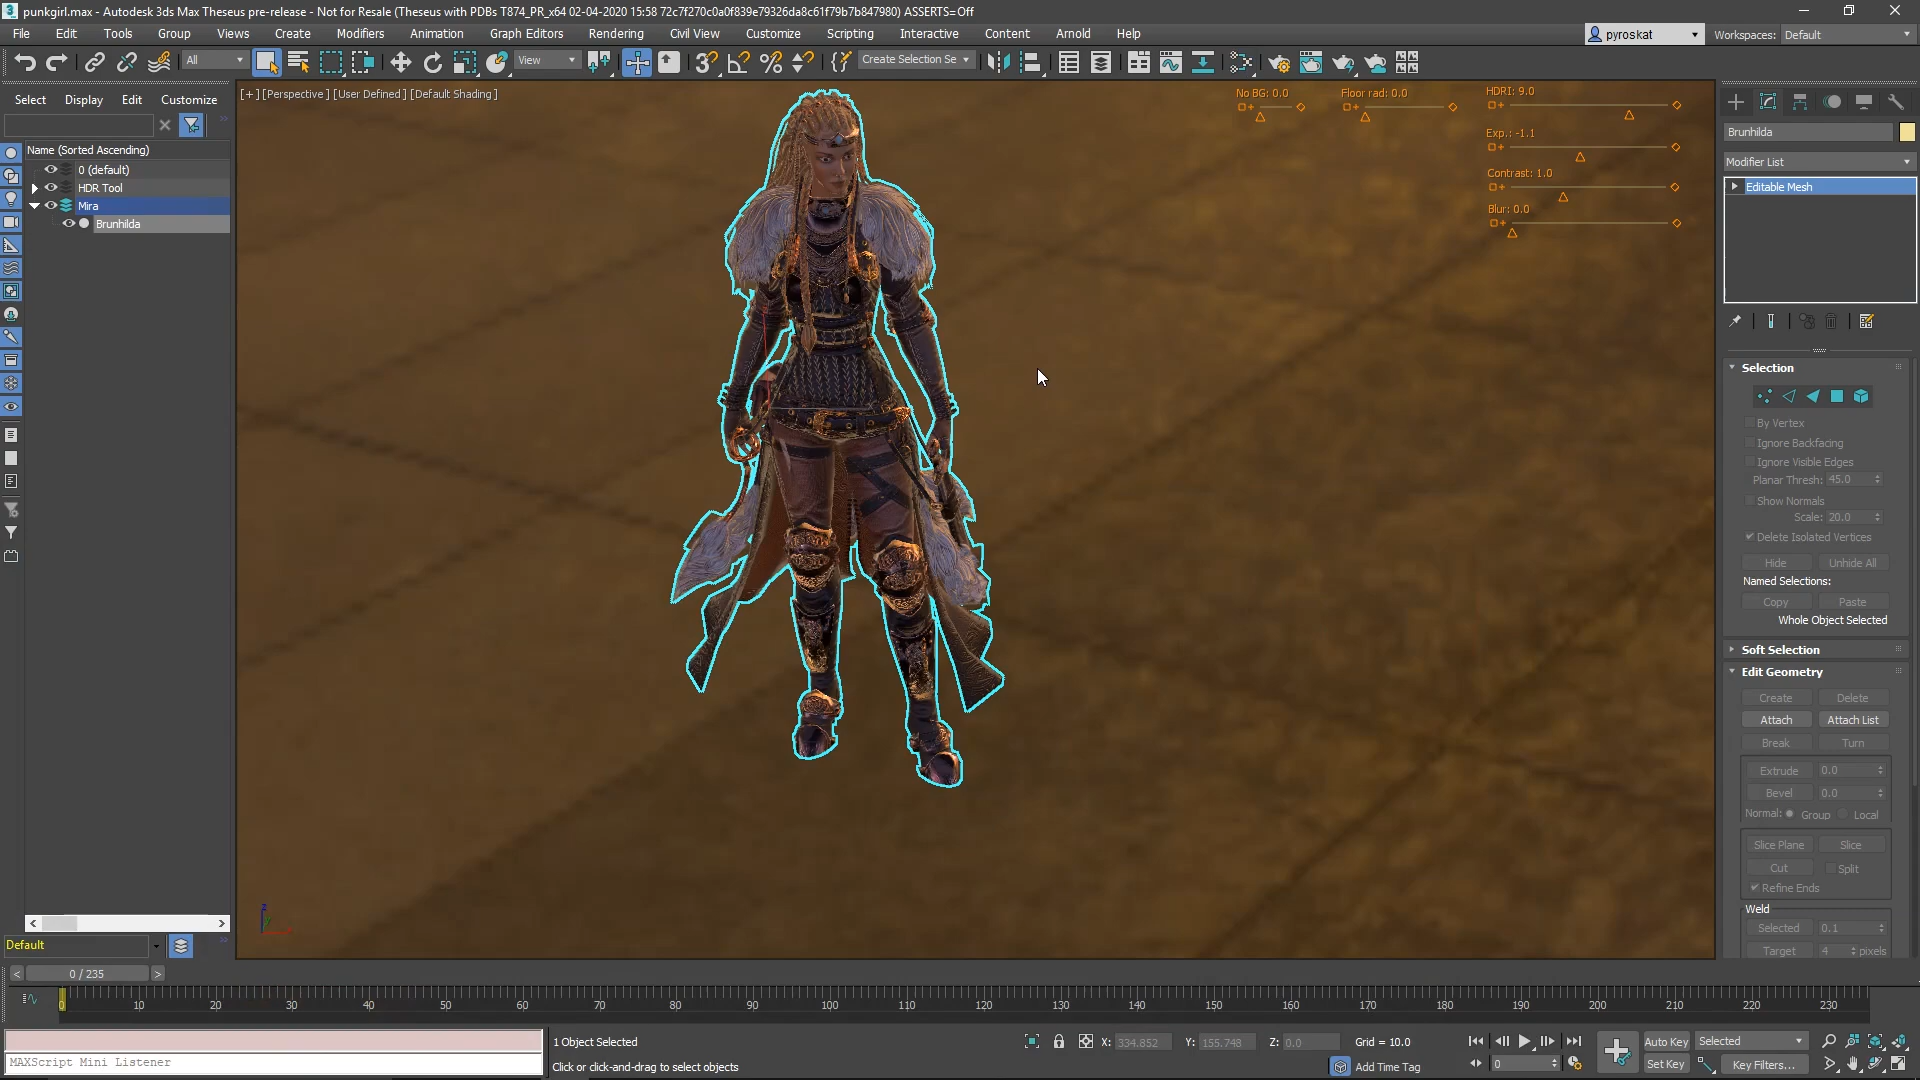 punkgirl.max - Autodesk 3ds Max Theseus pre-release - Not for Resale (Theseus with PDBs T874_PR_x64 02-04-2020 15:58 72c7f270c0a0f839e79326da8c61f79b7b847980) ASSERTS=Off
File Edit Tools Group Views Create Modifiers Animation Graph Editors Rendering Civil View Customize Scripting Interactive Content Arnold Help
pyroskat Workspaces: Default
All View Create Selection Se
Select Display Edit Customize
[+] [Perspective] [User Defined] [Default Shading]
No BG: 0.0 Floor rad: 0.0 HDRI: 9.0
Exp.: -1.1
Contrast: 1.0
Blur: 0.0
Name (Sorted Ascending)
0 (default)
HDR Tool
Mira
Brunhilda
Brunhilda
Modifier List
Editable Mesh
Selection
By Vertex
Ignore Backfacing
Ignore Visible Edges
Planar Thresh: 45.0
Show Normals
Scale: 20.0
Delete Isolated Vertices
Hide Unhide All
Named Selections:
Copy Paste
Whole Object Selected
Soft Selection
Edit Geometry
Create Delete
Attach Attach List
Break Turn
Extrude 0.0
Bevel 0.0
Normal: Group Local
Slice Plane Slice
Cut Split
Refine Ends
Weld
Selected 0.1
Target 4 pixels
Default
0 / 235
0 10 20 30 40 50 60 70 80 90 100 110 120 130 140 150 160 170 180 190 200 210 220 230
1 Object Selected
X: 334.852 Y: 155.748 Z: 0.0 Grid = 10.0
Auto Key Selected
MAXScript Mini Listener
Click or click-and-drag to select objects
Add Time Tag
0
Set Key Key Filters...